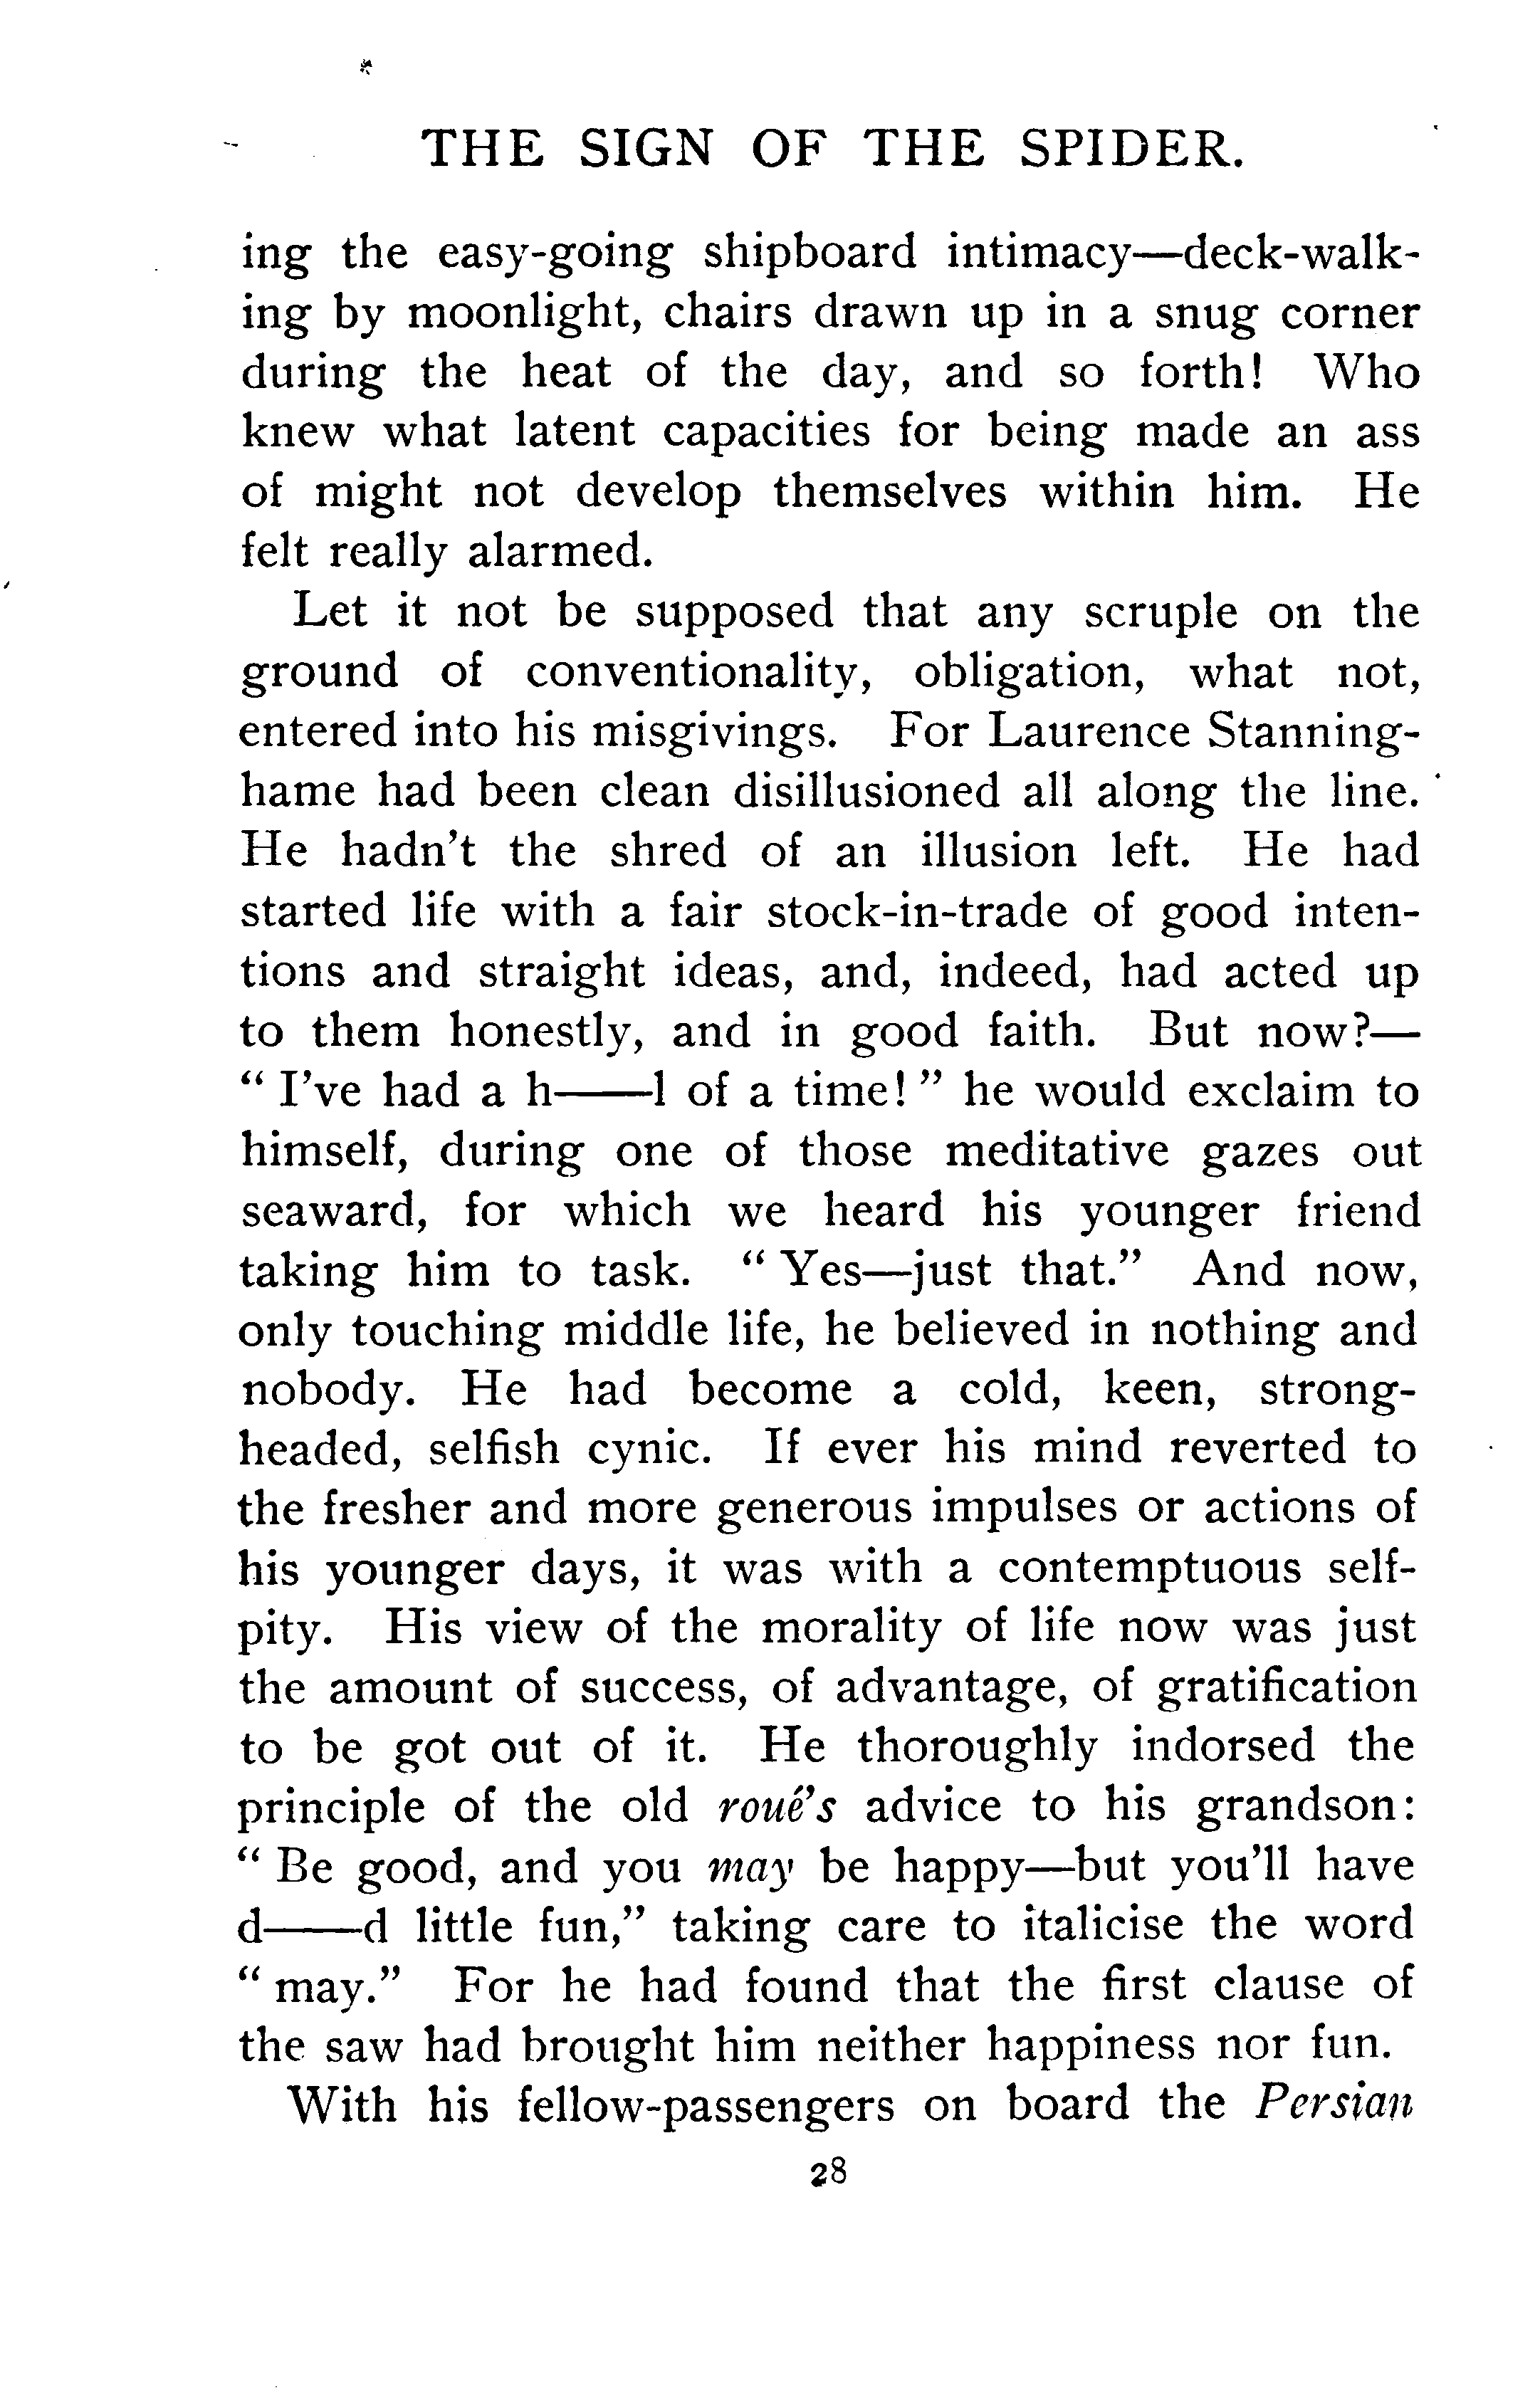 THE SIGN OF THE SPIDER.
ing the easy-going shipboard intimacy—deck-walk-
ing by moonlight, chairs drawn up in a snug corner
during the heat of the day, and so forth! Who
knew what latent capacities for being made an ass
of might not develop themselves within him. He
felt really alarmed.
Let it not be supposed that any scruple on the
ground of conventionality, obligation, what not,
entered into his misgivings. For Laurence Stanning-
hame had been clean disillusioned all along the line.
He hadn't the shred of an illusion left. He had
started life with a fair stock-in-trade of good inten-
tions and straight ideas, and, indeed, had acted up
to them honestly, and in good faith. But now?—
“ I've had a h——l of a time! ” he would exclaim to
himself, during one of those meditative gazes out
seaward, for which we heard his younger friend
taking him to task. “ Yes—just that.” And now,
only touching middle life, he believed in nothing and
nobody. He had become a cold, keen, strong-
headed, selfish cynic. If ever his mind reverted to
the fresher and more generous impulses or actions of
his younger days, it was with a contemptuous self-
pity. His view of the morality of life now was just
the amount of success, of advantage, of gratification
to be got out of it. He thoroughly indorsed the
principle of the old roué's advice to his grandson:
“ Be good, and you may be happy—but you'll have
d——d little fun,” taking care to italicise the word
“ may.” For he had found that the first clause of
the saw had brought him neither happiness nor fun.
With his fellow-passengers on board the Persian
28